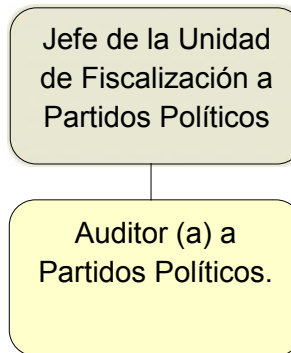 Jefe de la Unidad
de Fiscalización a
Partidos Políticos
Auditor (a) a
Partidos Políticos.